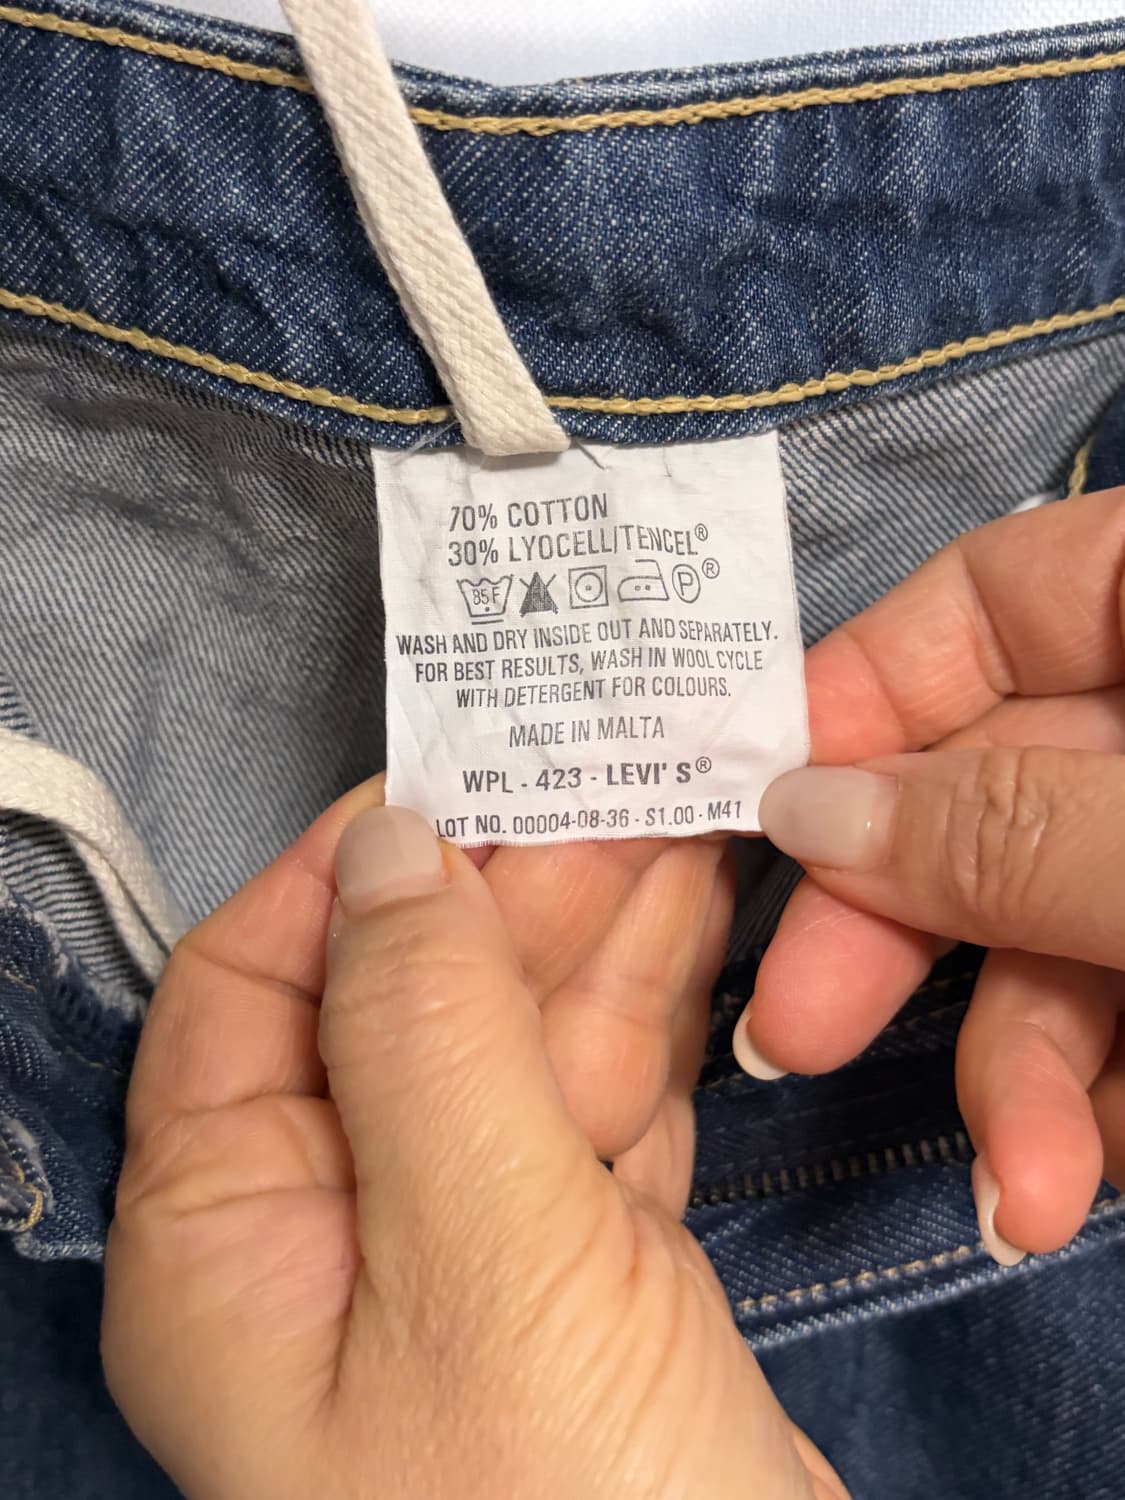 70% COTTON
30% LYOCELL/TENCEL®
85F P ®
WASH AND DRY INSIDE OUT AND SEPARATELY.
FOR BEST RESULTS, WASH IN WOOL CYCLE
WITH DETERGENT FOR COLOURS.
MADE IN MALTA
WPL - 423 - LEVI' S®
LOT NO. 00004-08-36 - S1.00 - M41